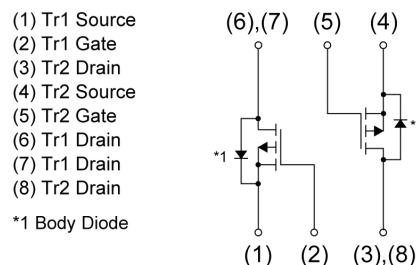 (1) Tr1 Source
(2) Tr1 Gate
(3) Tr2 Drain
(4) Tr2 Source
(5) Tr2 Gate
(6) Tr1 Drain
(7) Tr1 Drain
(8) Tr2 Drain
*1 Body Diode
(6),(7) (5) (4)
*1
*
(1) (2) (3),(8)